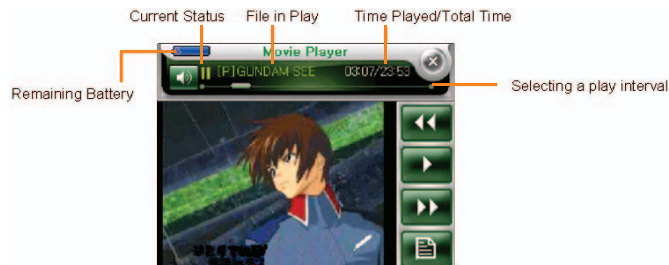 Current Status
File in Play
Time Played/Total Time
Movie Player
[P]GUNDAM SEE
03:07/23:53
Remaining Battery
Selecting a play interval